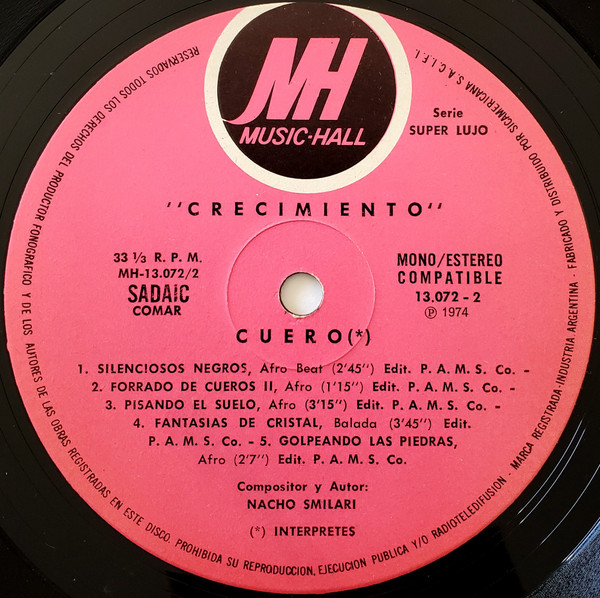 MH
MUSIC-HALL
Serie
SUPER LUJO
"CRECIMIENTO"
33 1/3 R. P. M.
MH-13.072/2
SADAIC
COMAR
MONO/ESTEREO
COMPATIBLE
13.072 - 2
Ⓟ 1974
CUERO(*)
1. SILENCIOSOS NEGROS, Afro Beat (2'45'') Edit. P. A. M. S. Co. -
2. FORRADO DE CUEROS II, Afro (1'15'') Edit. P. A. M. S. Co. -
3. PISANDO EL SUELO, Afro (3'15'') Edit. P. A. M. S. Co. -
4. FANTASIAS DE CRISTAL, Balada (3'45'') Edit.
P. A. M. S. Co. - 5. GOLPEANDO LAS PIEDRAS,
Afro (2'7'') Edit. P. A. M. S. Co.
Compositor y Autor:
NACHO SMILARI
(*) INTERPRETES
RESERVADOS TODOS LOS DERECHOS DEL PRODUCTOR FONOGRAFICO Y DE LOS AUTORES DE LAS OBRAS REGISTRADAS EN ESTE DISCO. PROHIBIDA SU REPRODUCCION, EJECUCION PUBLICA Y/O RADIOTELEDIFUSION - MARCA REGISTRADA - INDUSTRIA ARGENTINA - FABRICADO Y DISTRIBUIDO POR SICAMERICANA S.A.C.I.F.I.